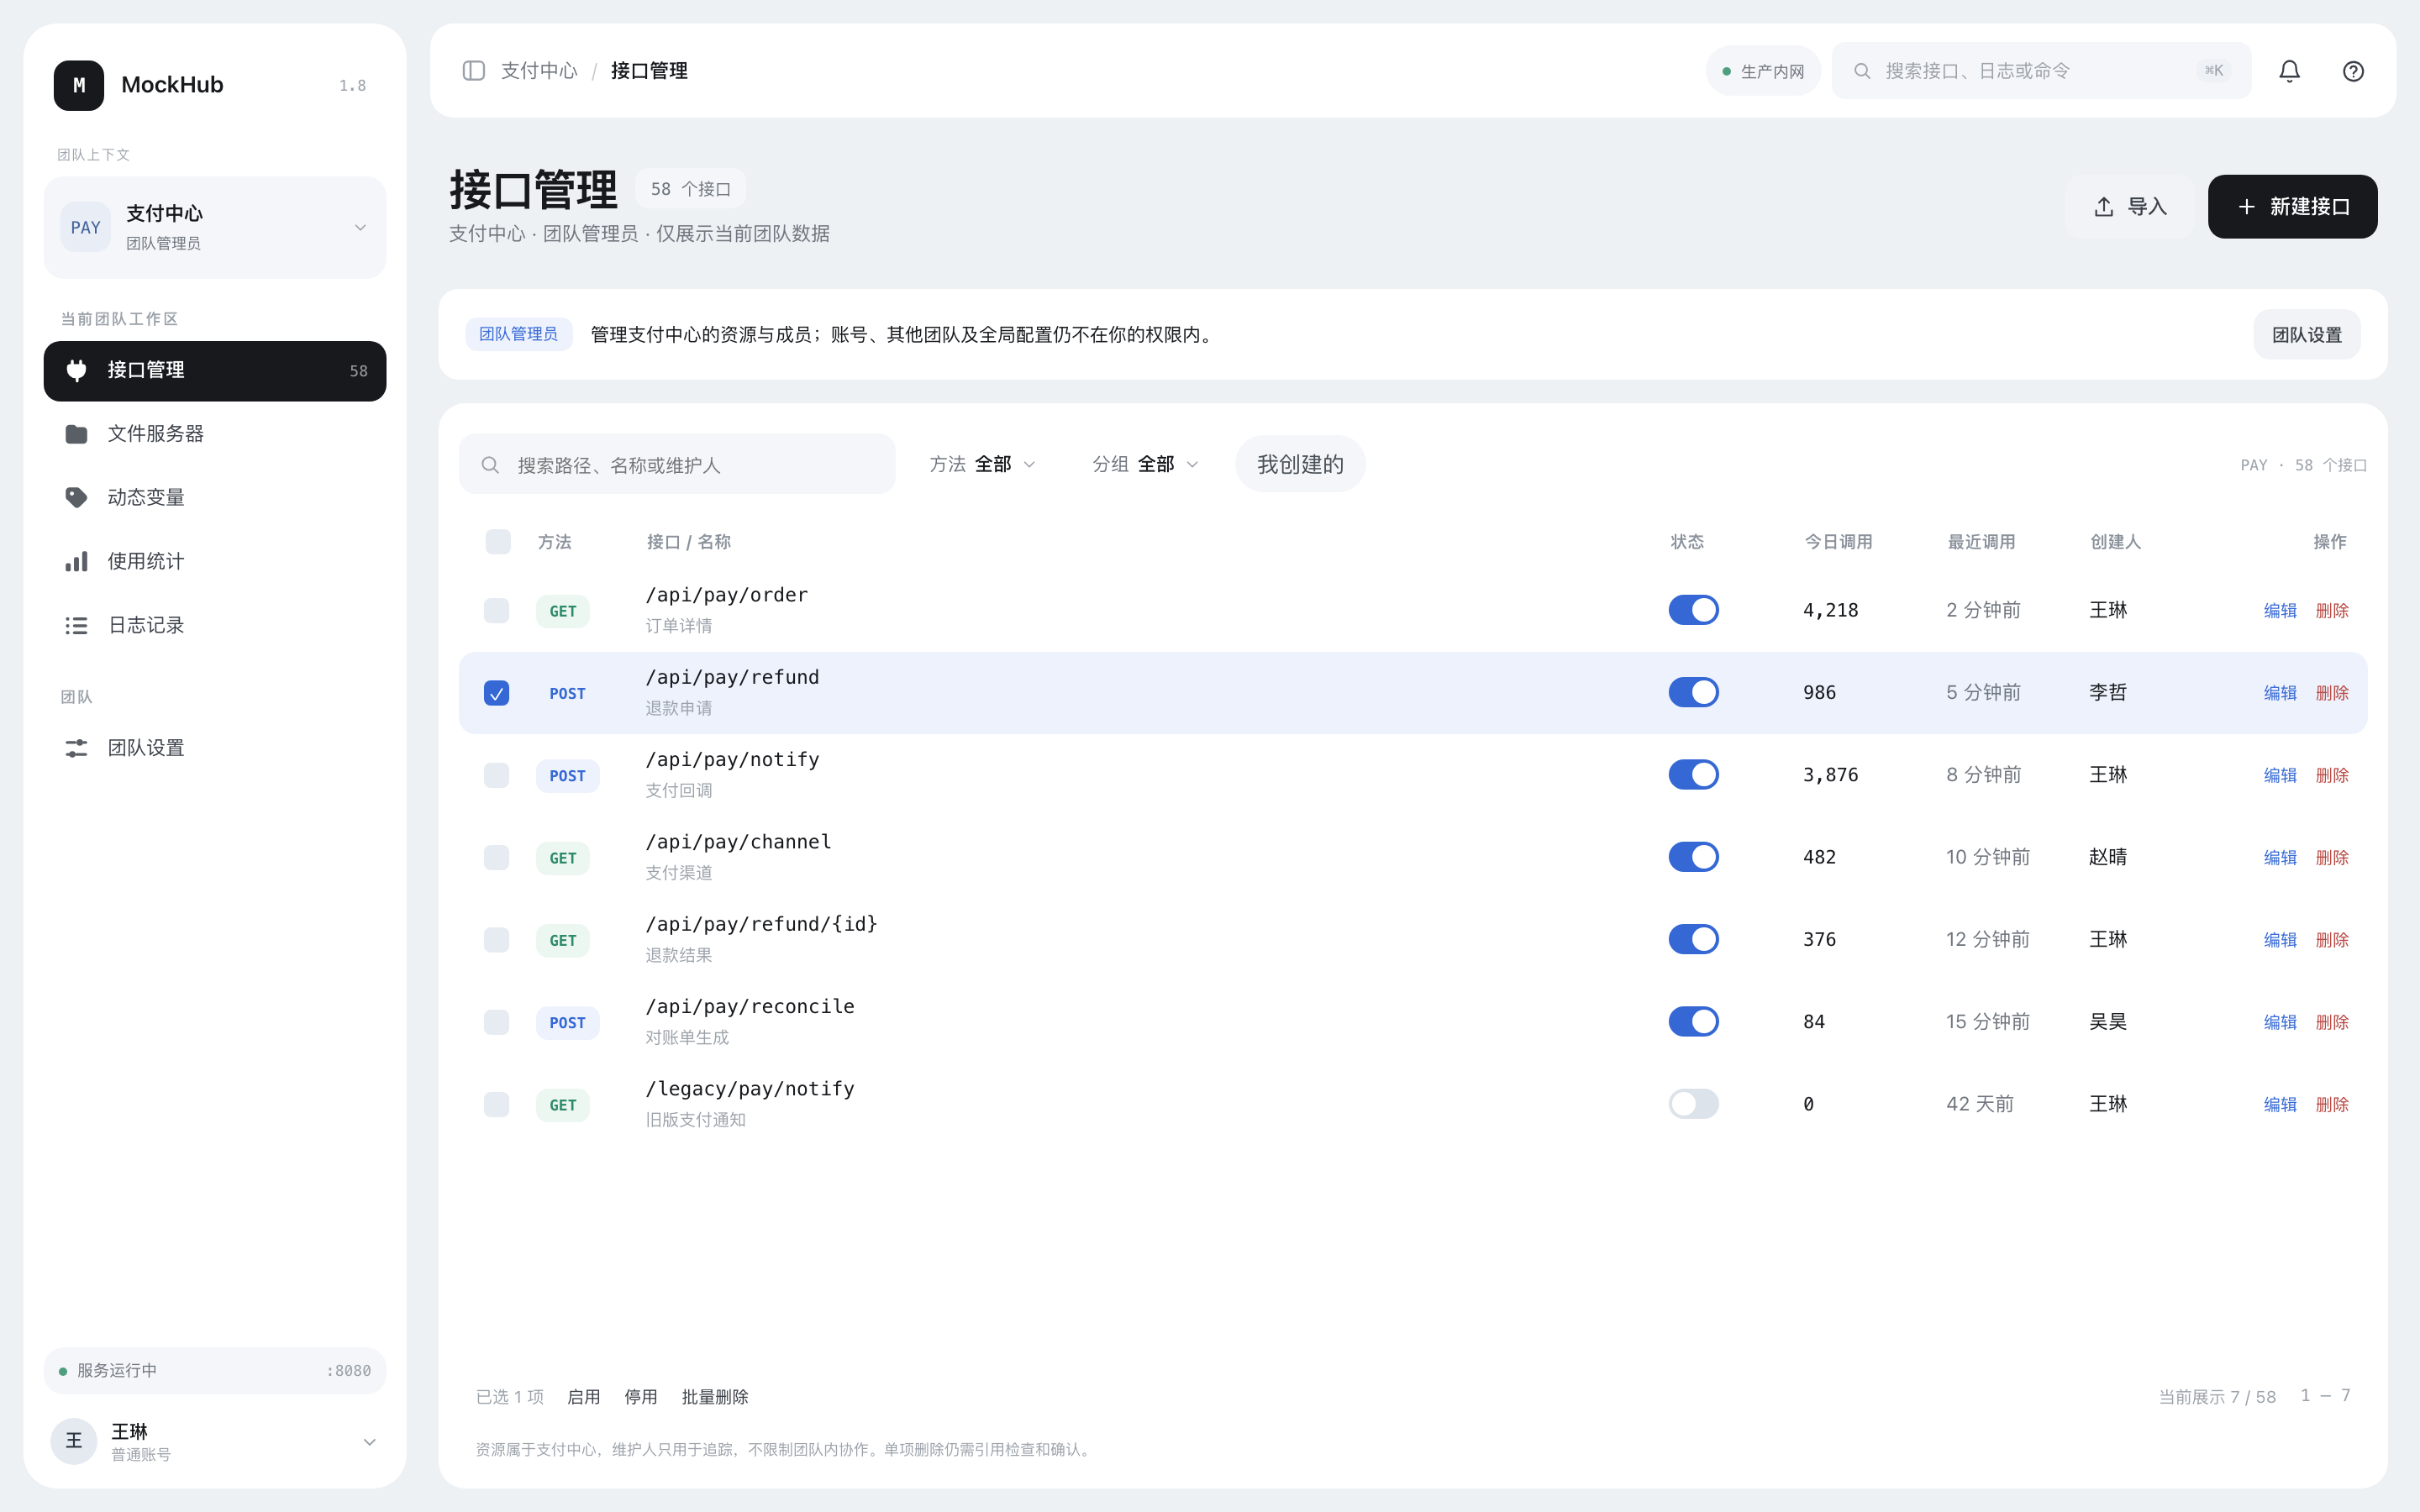 M MockHub 1.8
团队上下文
PAY 支付中心
团队管理员
当前团队工作区
接口管理 58
文件服务器
动态变量
使用统计
日志记录
团队
团队设置
服务运行中 :8080
王 王琳
普通账号
支付中心 / 接口管理
生产内网
搜索接口、日志或命令 ⌘K
接口管理 58 个接口
支付中心 · 团队管理员 · 仅展示当前团队数据
导入
新建接口
团队管理员 管理支付中心的资源与成员；账号、其他团队及全局配置仍不在你的权限内。
团队设置
搜索路径、名称或维护人 方法 全部 分组 全部 我创建的 PAY · 58 个接口
方法 接口 / 名称 状态 今日调用 最近调用 创建人 操作
GET /api/pay/order 4,218 2 分钟前 王琳 编辑 删除
订单详情
POST /api/pay/refund 986 5 分钟前 李哲 编辑 删除
退款申请
POST /api/pay/notify 3,876 8 分钟前 王琳 编辑 删除
支付回调
GET /api/pay/channel 482 10 分钟前 赵晴 编辑 删除
支付渠道
GET /api/pay/refund/{id} 376 12 分钟前 王琳 编辑 删除
退款结果
POST /api/pay/reconcile 84 15 分钟前 吴昊 编辑 删除
对账单生成
GET /legacy/pay/notify 0 42 天前 王琳 编辑 删除
旧版支付通知
已选 1 项 启用 停用 批量删除 当前展示 7 / 58 1 — 7
资源属于支付中心，维护人只用于追踪，不限制团队内协作。单项删除仍需引用检查和确认。